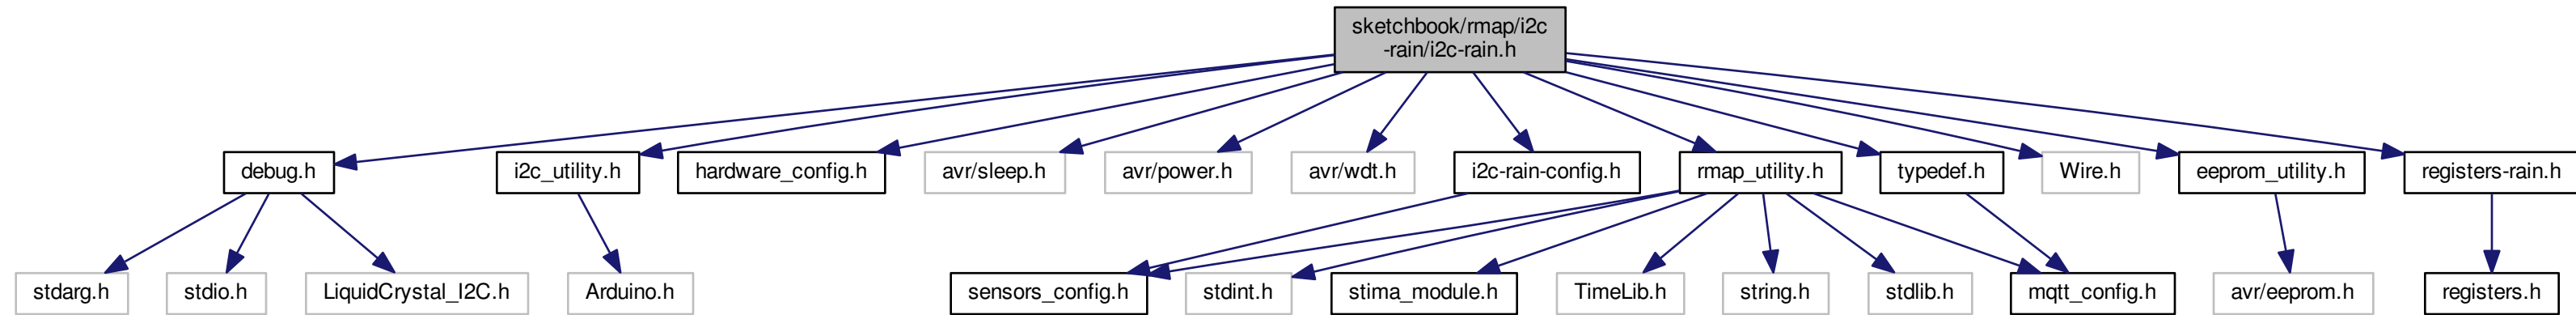 sketchbook/rmap/i2c
-rain/i2c-rain.h
debug.h
i2c_utility.h
hardware_config.h
avr/sleep.h
avr/power.h
avr/wdt.h
i2c-rain-config.h
rmap_utility.h
typedef.h
Wire.h
eeprom_utility.h
registers-rain.h
stdarg.h
stdio.h
LiquidCrystal_I2C.h
Arduino.h
sensors_config.h
stdint.h
stima_module.h
TimeLib.h
string.h
stdlib.h
mqtt_config.h
avr/eeprom.h
registers.h